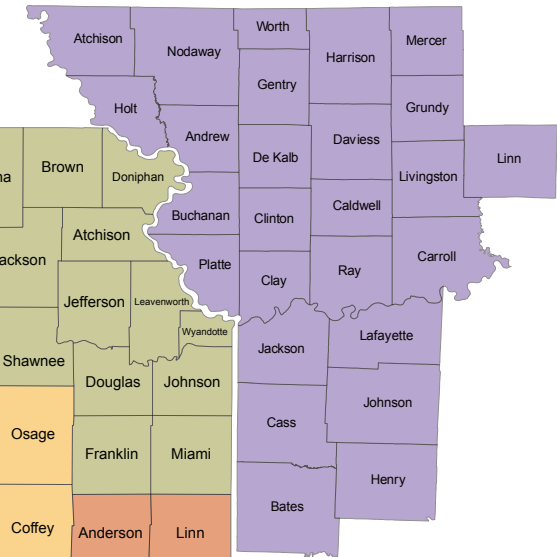 Atchison
Nodaway
Worth
Harrison
Mercer
Gentry
Holt
Grundy
Andrew
Daviess
De Kalb
Linn
Livingston
Brown
Doniphan
na
Buchanan
Clinton
Caldwell
Atchison
ackson
Platte
Clay
Ray
Carroll
Jefferson
Leavenworth
Wyandotte
Lafayette
Jackson
Shawnee
Douglas
Johnson
Johnson
Cass
Osage
Franklin
Miami
Henry
Bates
Coffey
Anderson
Linn